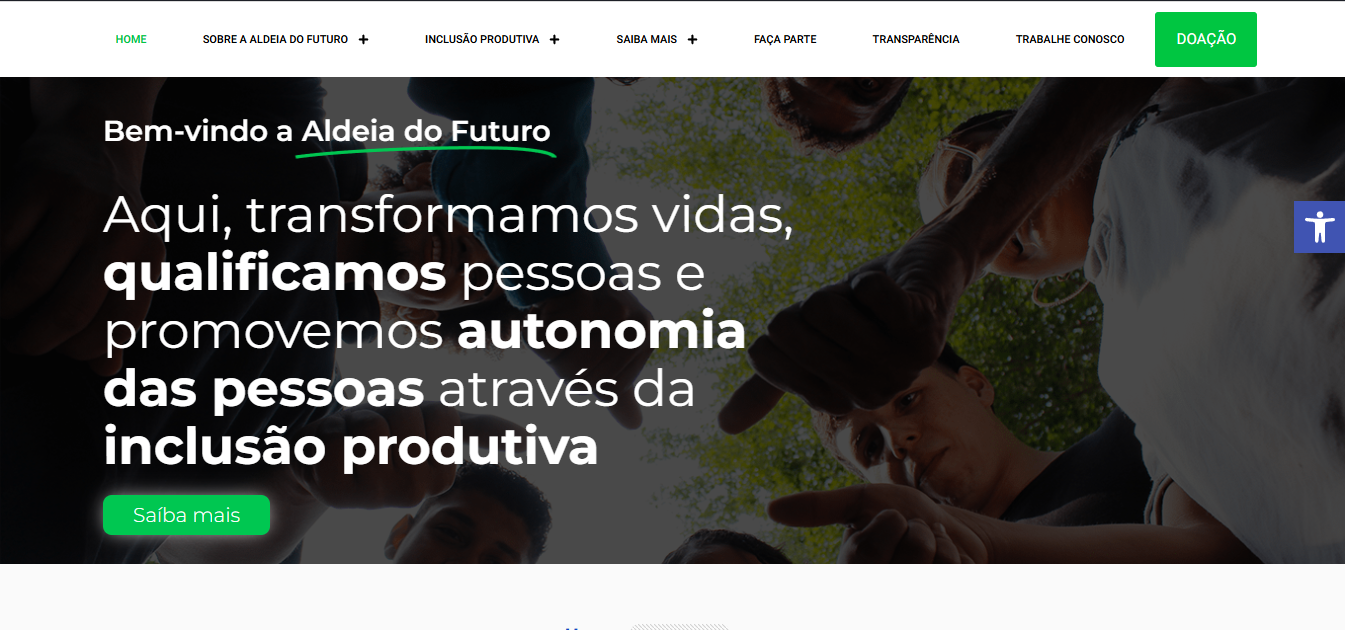 HOME
SOBRE A ALDEIA DO FUTURO +
INCLUSÃO PRODUTIVA +
SAIBA MAIS +
FAÇA PARTE
TRANSPARÊNCIA
TRABALHE CONOSCO
DOAÇÃO
Bem-vindo a Aldeia do Futuro
Aqui, transformamos vidas,
qualificamos pessoas e
promovemos autonomia
das pessoas através da
inclusão produtiva
Saíba mais